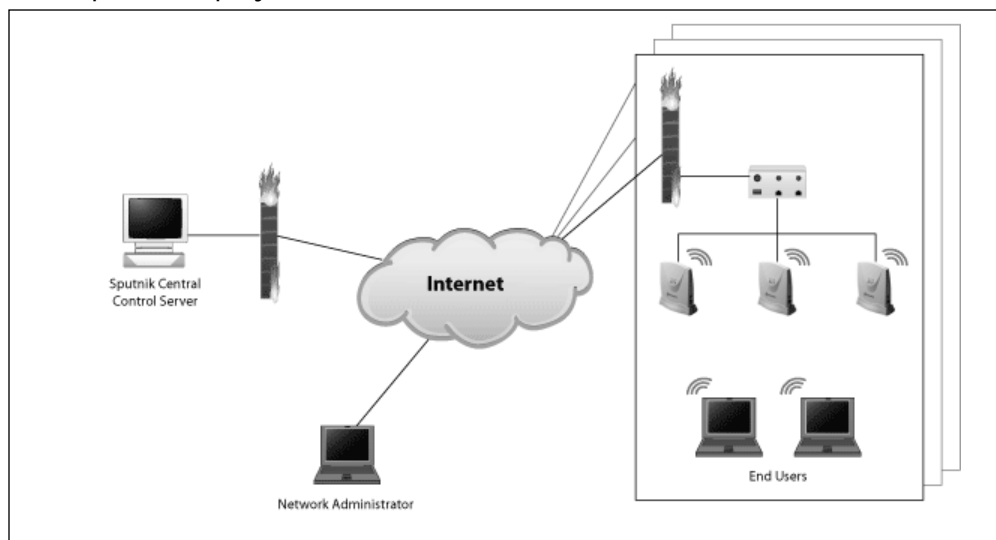 Sputnik Central
Control Server
Internet
Network Administrator
End Users